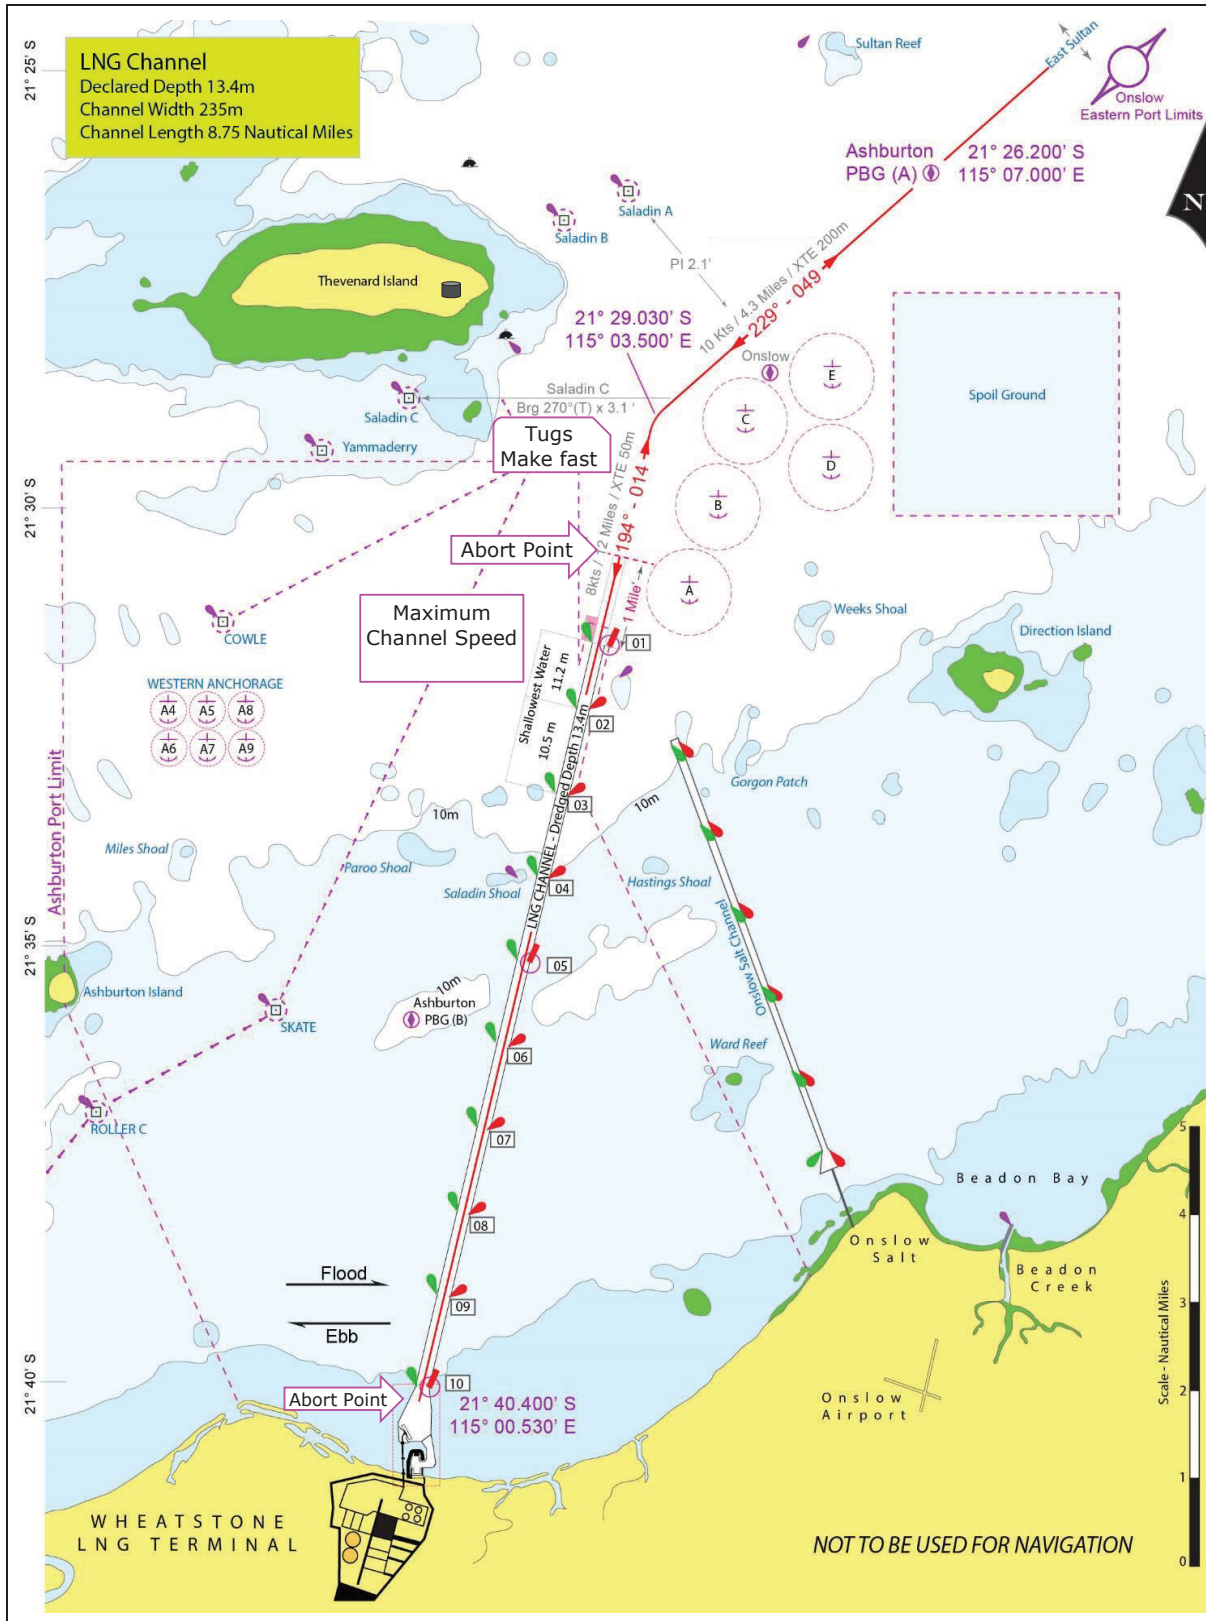 21° 25' S
LNG Channel
Declared Depth 13.4m
Channel Width 235m
Channel Length 8.75 Nautical Miles
Sultan Reef
East Sultan
Onslow
Eastern Port Limits
Ashburton
PBG (A)
21° 26.200' S
115° 07.000' E
N
Saladin A
Saladin B
PI 2.1'
Thevenard Island
10 Kts / 4.3 Miles / XTE 200m
229° - 049
21° 29.030' S
115° 03.500' E
Onslow
E
Spoil Ground
Saladin C
Brg 270°(T) x 3.1 '
Saladin C
C
Tugs
Make fast
Yammaderry
D
21° 30' S
8kts / 12 Miles / XTE 50m
194° - 014
B
Abort Point
1 Mile'
A
Maximum
Channel Speed
Weeks Shoal
COWLE
Direction Island
01
WESTERN ANCHORAGE
A4 A5 A8
A6 A7 A9
Shallowest Water
11.2 m
10.5 m
02
Gorgon Patch
03
10m
10m
LNG CHANNEL - Dredged Depth 13.4m
Ashburton Port Limit
Miles Shoal
Paroo Shoal
Saladin Shoal
04
Hastings Shoal
Onslow Salt Channel
21° 35' S
05
Ashburton Island
10m
Ashburton
PBG (B)
SKATE
06
Ward Reef
ROLLER C
07
5
Beadon Bay
08
4
Onslow
Salt
Beadon
Creek
Flood
09
3
Ebb
Scale - Nautical Miles
21° 40' S
10
Abort Point
21° 40.400' S
115° 00.530' E
2
Onslow
Airport
1
WHEATSTONE
LNG TERMINAL
NOT TO BE USED FOR NAVIGATION
0